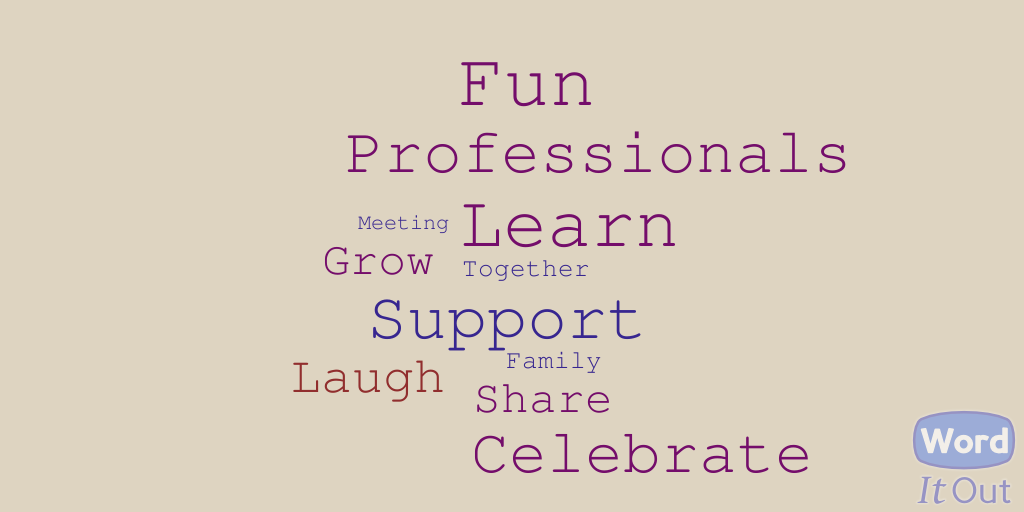 Fun
Professionals
Meeting
Learn
Grow
Together
Support
Family
Laugh
Share
Celebrate
Word
It Out